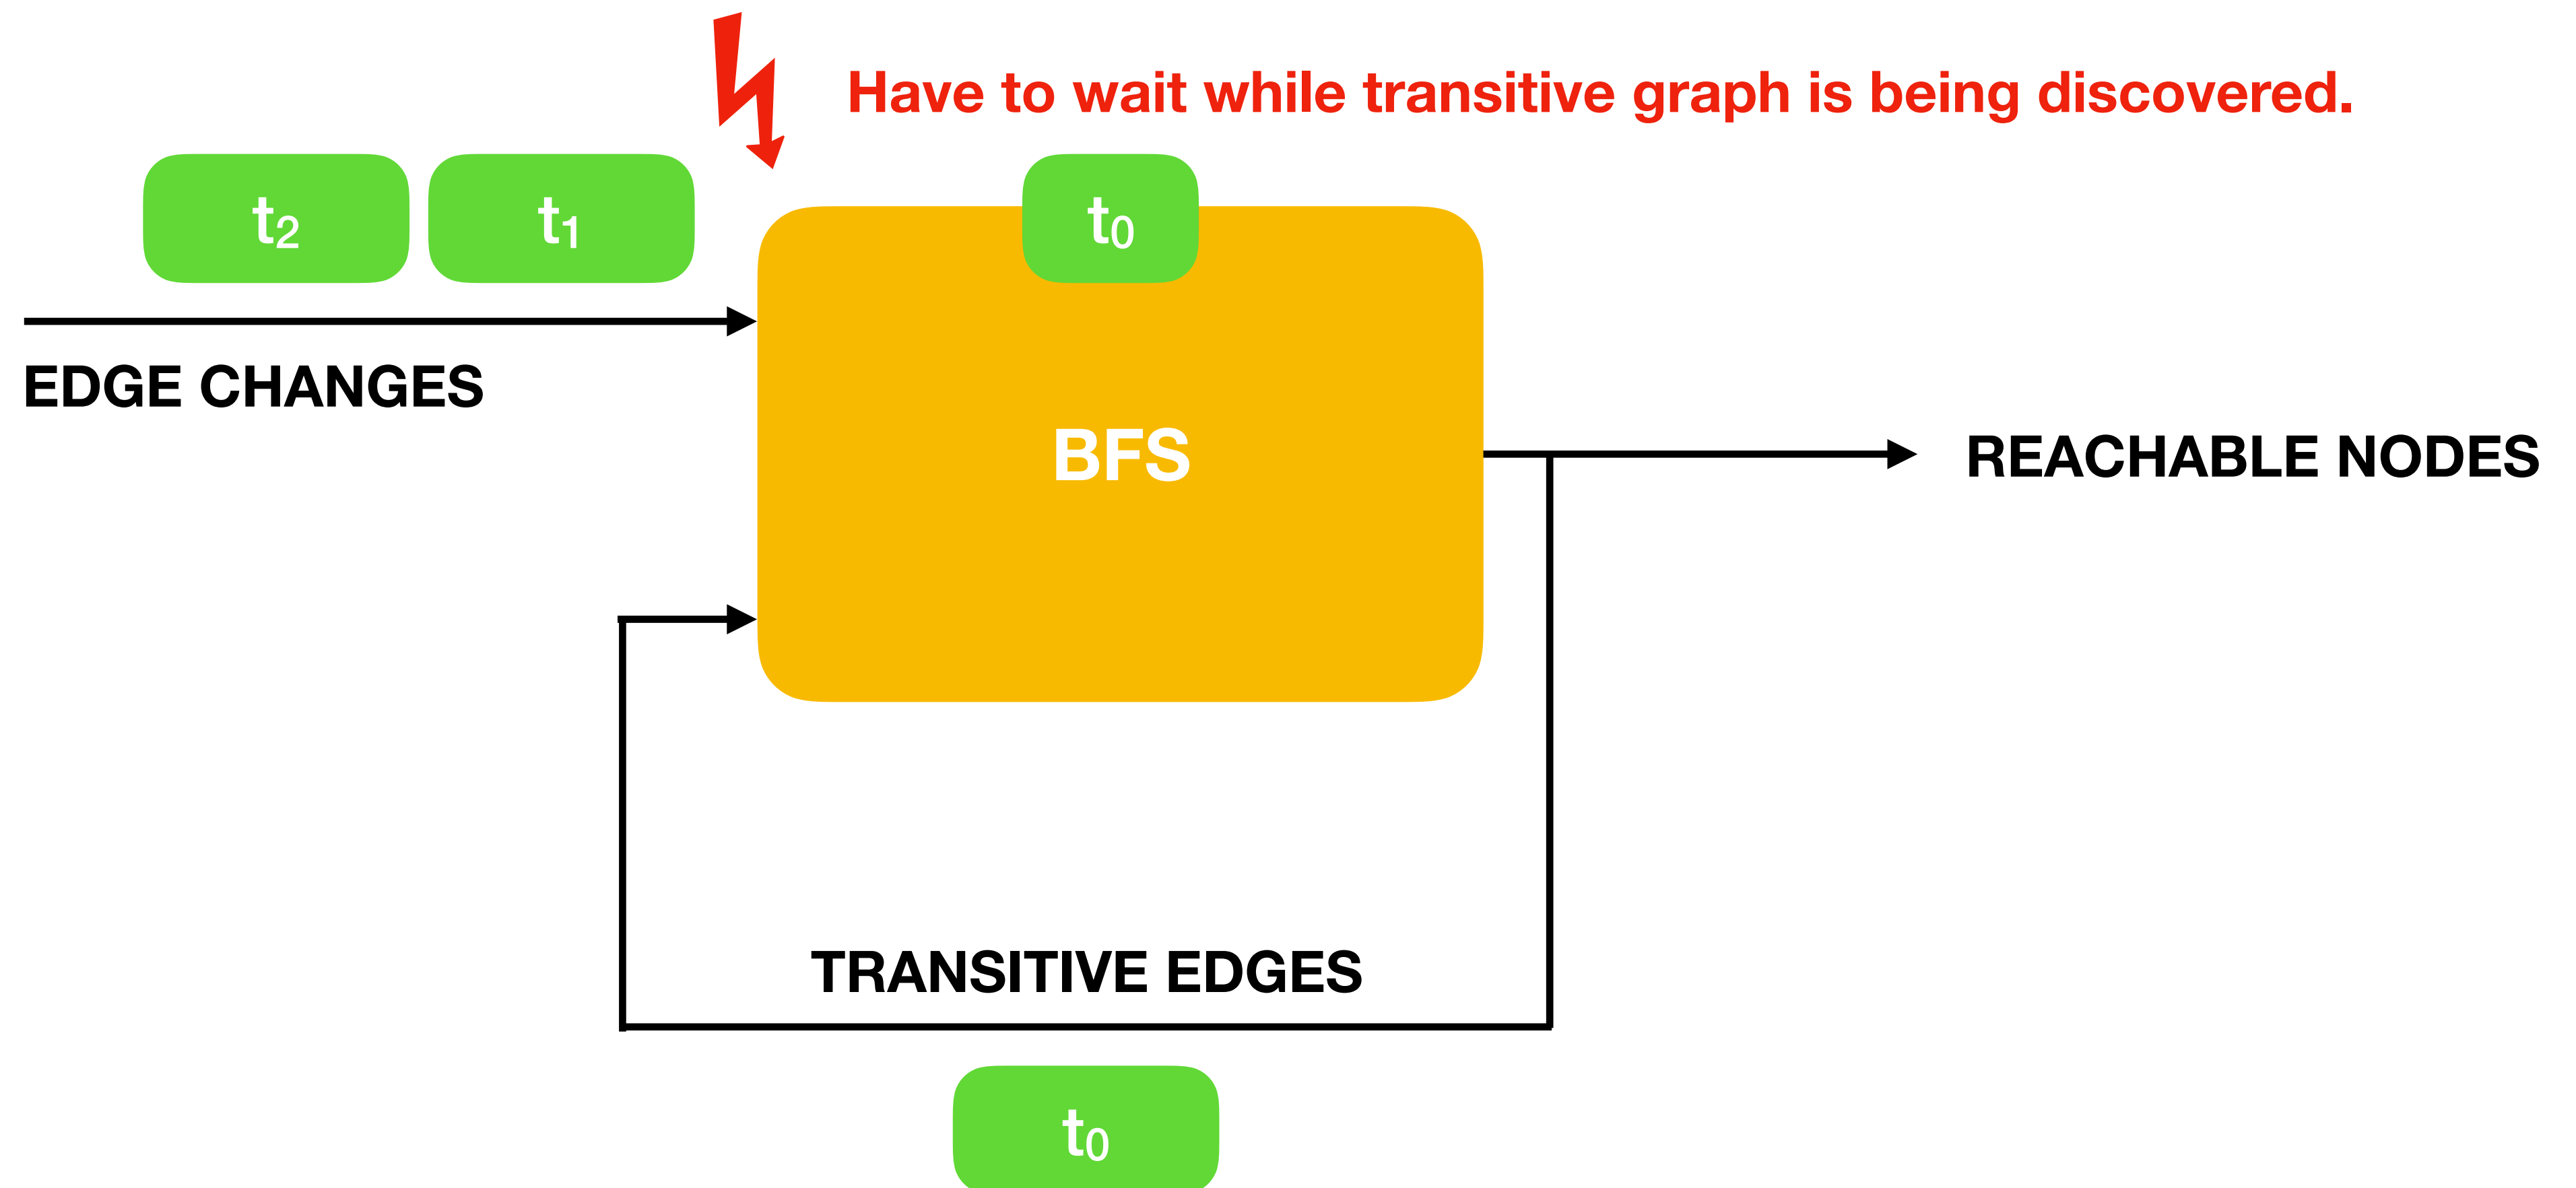 Have to wait while transitive graph is being discovered.
t₂
t₁
t₀
EDGE CHANGES
BFS
REACHABLE NODES
TRANSITIVE EDGES
t₀